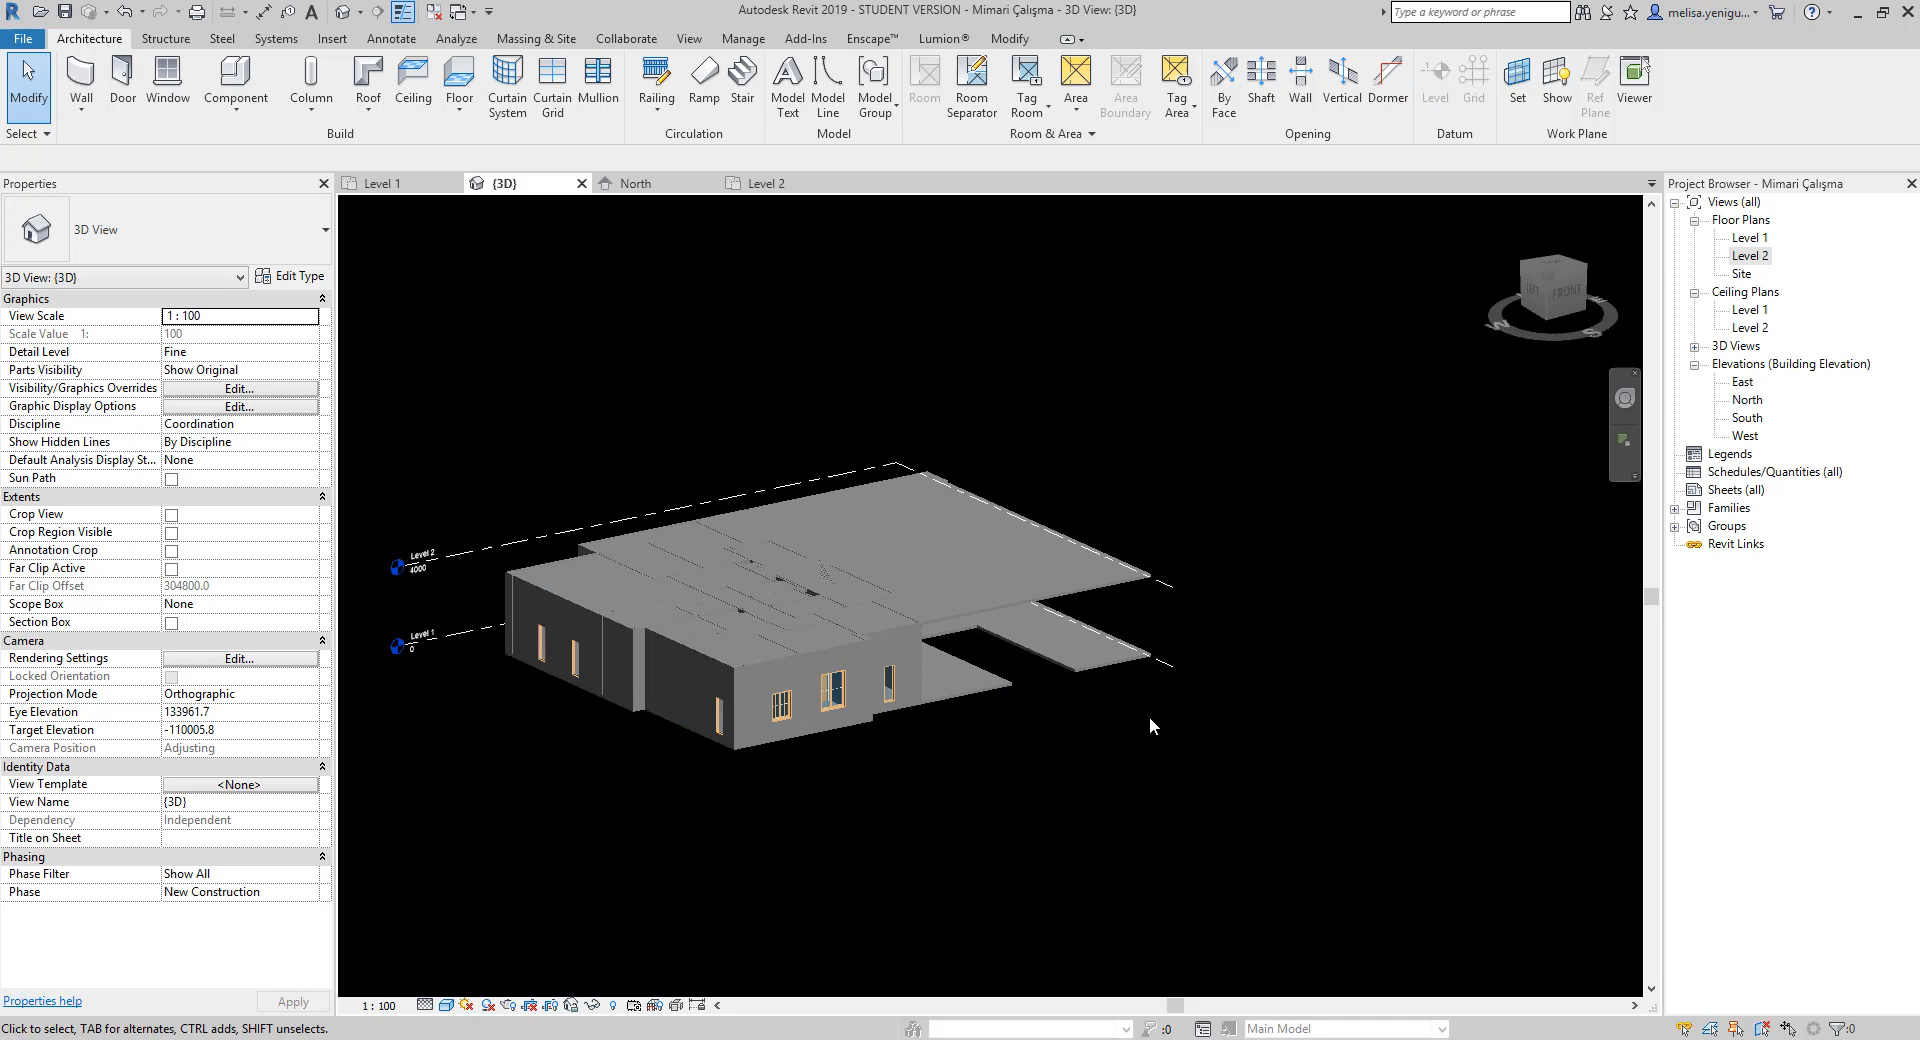 Autodesk Revit 2019 - STUDENT VERSION - Mimari Çalışma - 3D View: {3D}
Type a keyword or phrase
melisa.yenigu...
File Architecture Structure Steel Systems Insert Annotate Analyze Massing & Site Collaborate View Manage Add-Ins Enscape™ Lumion® Modify
Modify Wall Door Window Component Column Roof Ceiling Floor Curtain System Curtain Grid Mullion Railing Ramp Stair Model Text Model Line Model Group Room Room Separator Tag Room Area Area Boundary Tag Area By Face Shaft Wall Vertical Dormer Level Grid Set Show Ref Plane Viewer
Select Build Circulation Model Room & Area Opening Datum Work Plane
Properties
Level 1 {3D} North Level 2
Project Browser - Mimari Çalışma
3D View
3D View: {3D} Edit Type
Graphics
View Scale 1 : 100
Scale Value 1: 100
Detail Level Fine
Parts Visibility Show Original
Visibility/Graphics Overrides Edit...
Graphic Display Options Edit...
Discipline Coordination
Show Hidden Lines By Discipline
Default Analysis Display St... None
Sun Path
Extents
Crop View
Crop Region Visible
Annotation Crop
Far Clip Active
Far Clip Offset 304800.0
Scope Box None
Section Box
Camera
Rendering Settings Edit...
Locked Orientation
Projection Mode Orthographic
Eye Elevation 133961.7
Target Elevation -110005.8
Camera Position Adjusting
Identity Data
View Template <None>
View Name {3D}
Dependency Independent
Title on Sheet
Phasing
Phase Filter Show All
Phase New Construction
Properties help Apply
Level 2
4000
Level 1
0
FRONT
W
S
Views (all)
Floor Plans
Level 1
Level 2
Site
Ceiling Plans
Level 1
Level 2
3D Views
Elevations (Building Elevation)
East
North
South
West
Legends
Schedules/Quantities (all)
Sheets (all)
Families
Groups
Revit Links
1 : 100
Click to select, TAB for alternates, CTRL adds, SHIFT unselects.
:0
Main Model
:0